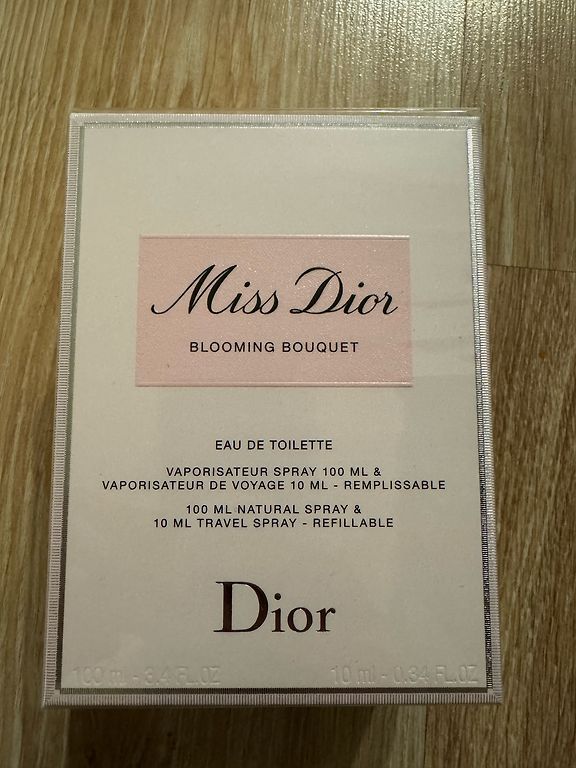 Miss Dior
BLOOMING BOUQUET
EAU DE TOILETTE
VAPORISATEUR SPRAY 100 ML &
VAPORISATEUR DE VOYAGE 10 ML - REMPLISSABLE
100 ML NATURAL SPRAY &
10 ML TRAVEL SPRAY - REFILLABLE
Dior
100 ml - 3.4 FL.OZ 10 ml - 0.34 FL.OZ